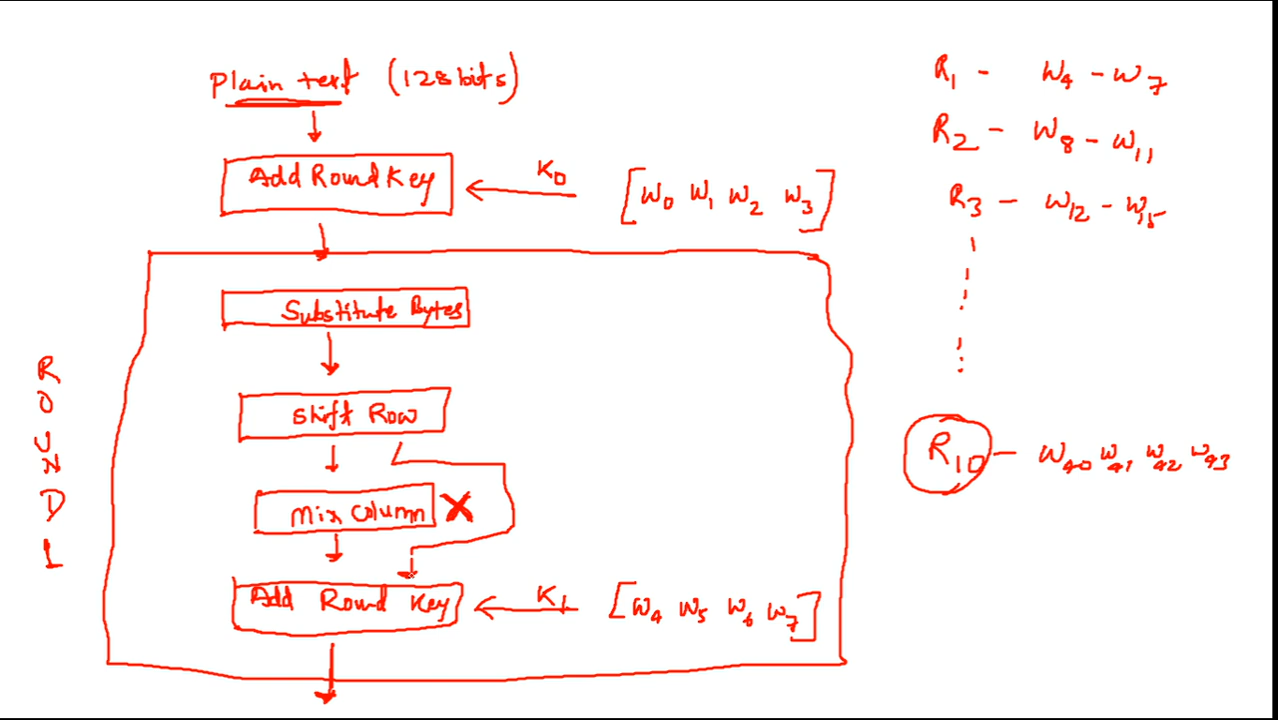 Plain text (128 bits)
Add Round Key
K0
[W0 W1 W2 W3]
Substitute Bytes
Shift Row
Mix Column X
Add Round Key
K1
[W4 W5 W6 W7]
ROUND 1
R1 - W4 - W7
R2 - W8 - W11
R3 - W12 - W15
R10 - W40 W41 W42 W43